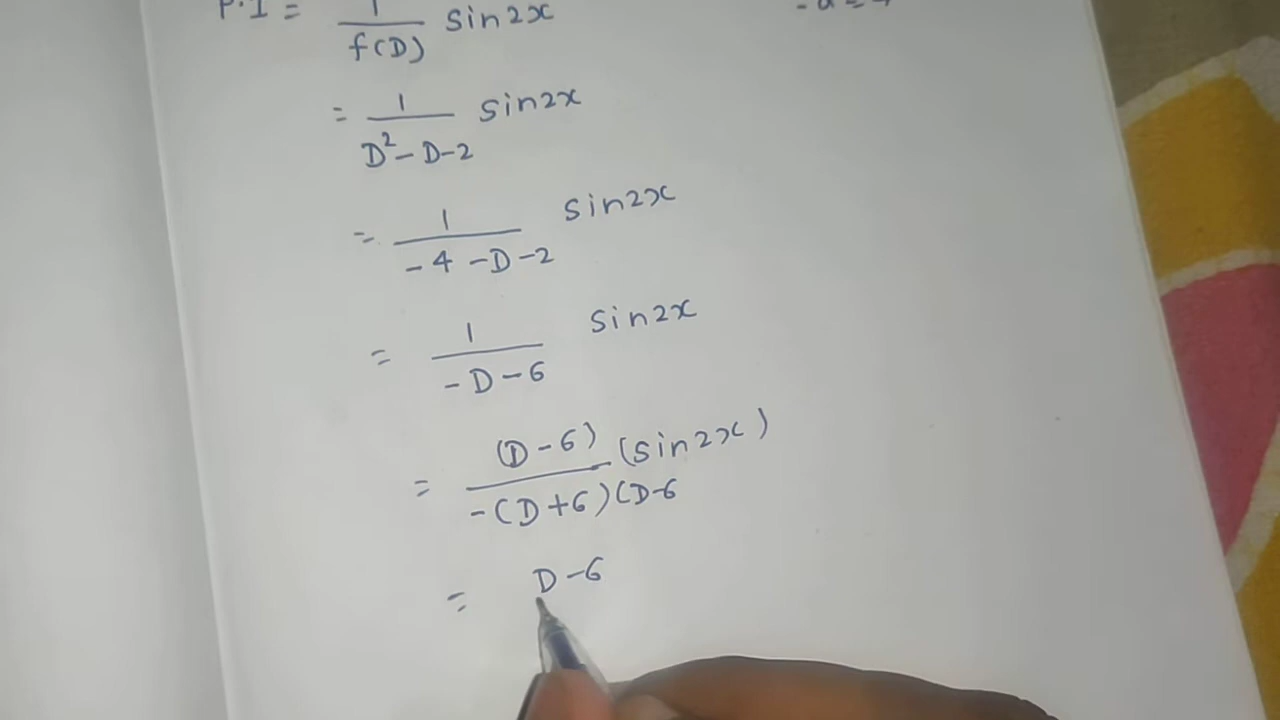 P.I = 1/f(D) sin2x
= 1/(D²-D-2) sin2x
= 1/(-4-D-2) sin2x
= 1/(-D-6) sin2x
= (D-6)/(-(D+6)(D-6) (sin2x)
= D-6